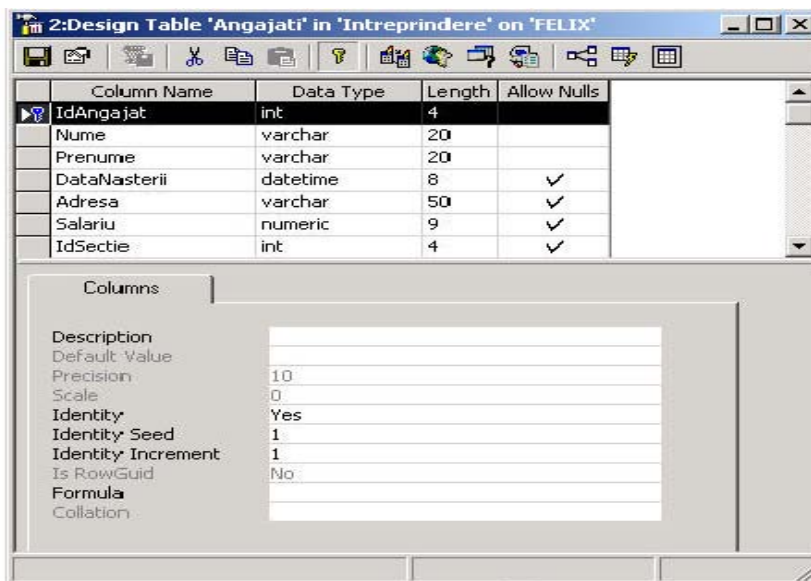 2:Design Table 'Angajati' in 'Intreprindere' on 'FELIX'
Column Name Data Type Length Allow Nulls
IdAngajat int 4
Nume varchar 20
Prenume varchar 20
DataNasterii datetime 8
Adresa varchar 50
Salariu numeric 9
IdSectie int 4
Columns
Description
Default Value
Precision 10
Scale 0
Identity Yes
Identity Seed 1
Identity Increment 1
Is RowGuid No
Formula
Collation